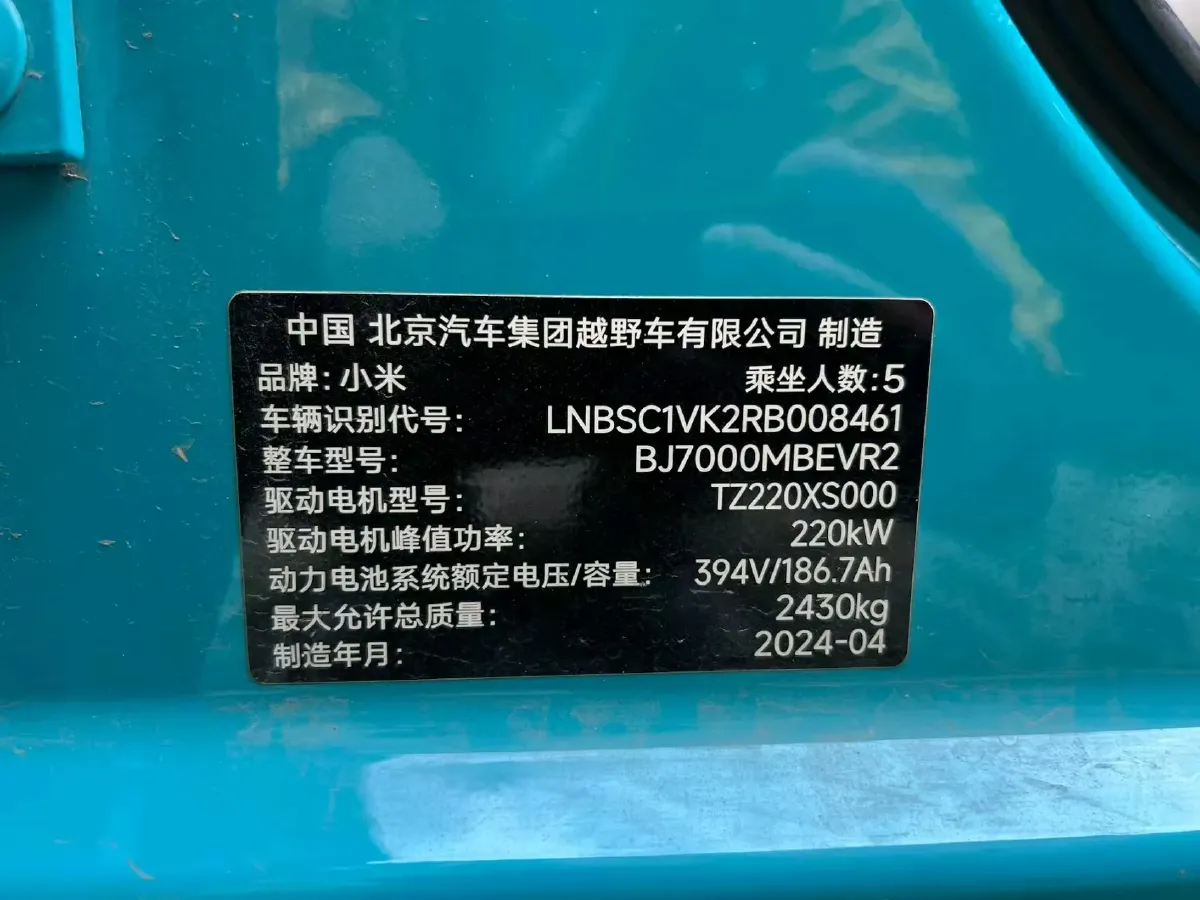 中国 北京汽车集团越野车有限公司 制造
品牌：小米 乘坐人数：5
车辆识别代号： LNBSC1VK2RB008461
整车型号： BJ7000MBEVR2
驱动电机型号： TZ220XS000
驱动电机峰值功率： 220kW
动力电池系统额定电压/容量： 394V/186.7Ah
最大允许总质量： 2430kg
制造年月： 2024-04